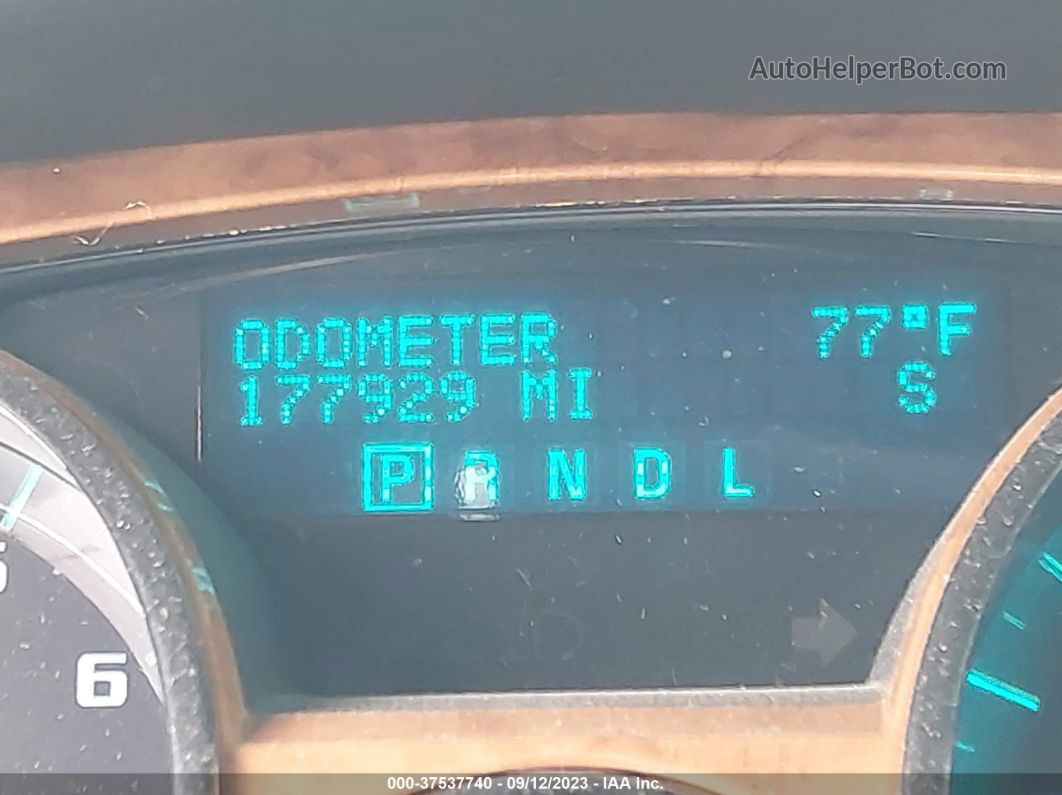 AutoHelperBot.com
ODOMETER 77°F
177929 MI S
P R N D L
6
000-37537740 - 09/12/2023 - IAA Inc.